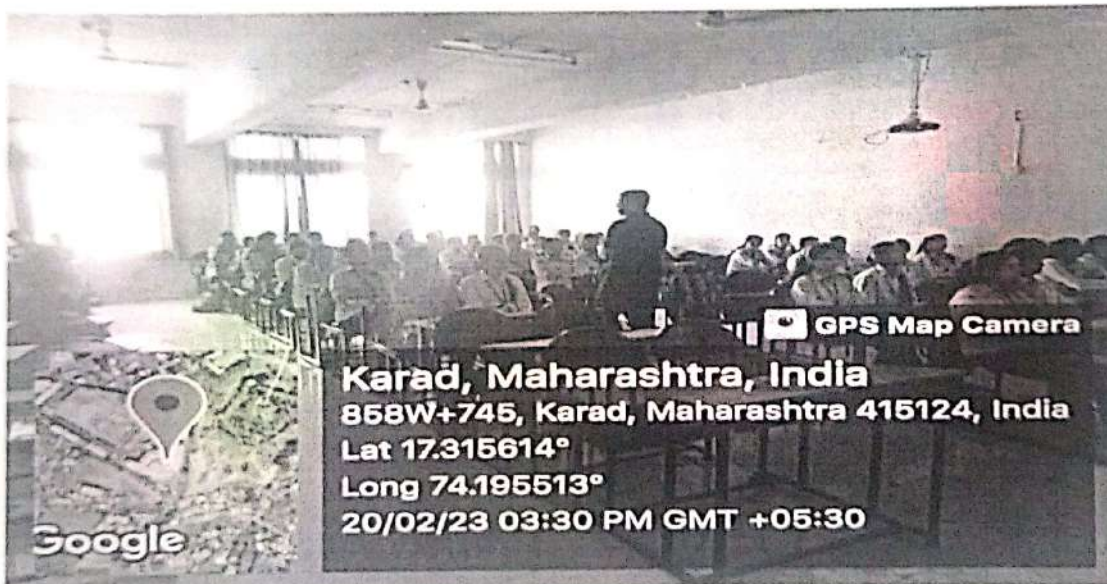 GPS Map Camera
Karad, Maharashtra, India
858W+745, Karad, Maharashtra 415124, India
Lat 17.315614°
Long 74.195513°
20/02/23 03:30 PM GMT +05:30
Google